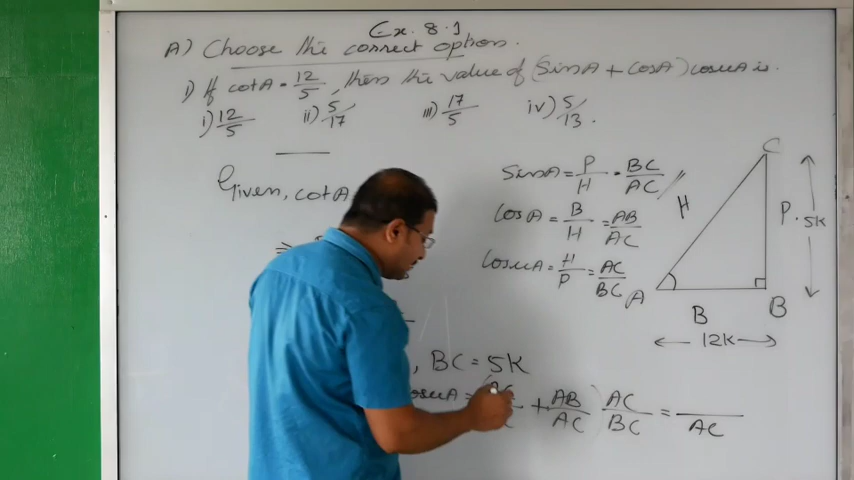 Ex. 8.1
A) Choose the correct option.
1) If cotA = 12/5, then the value of (SinA + CosA) cosecA is.
i) 12/5 ii) 5/17 iii) 17/5 iv) 5/13.
Given, cotA
SinA = P/H = BC/AC
CosA = B/H = AB/AC
CosecA = H/P = AC/BC
C
H
P = 5K
A
B
B
12K
, BC = 5K
+ AB/AC AC/BC = /AC